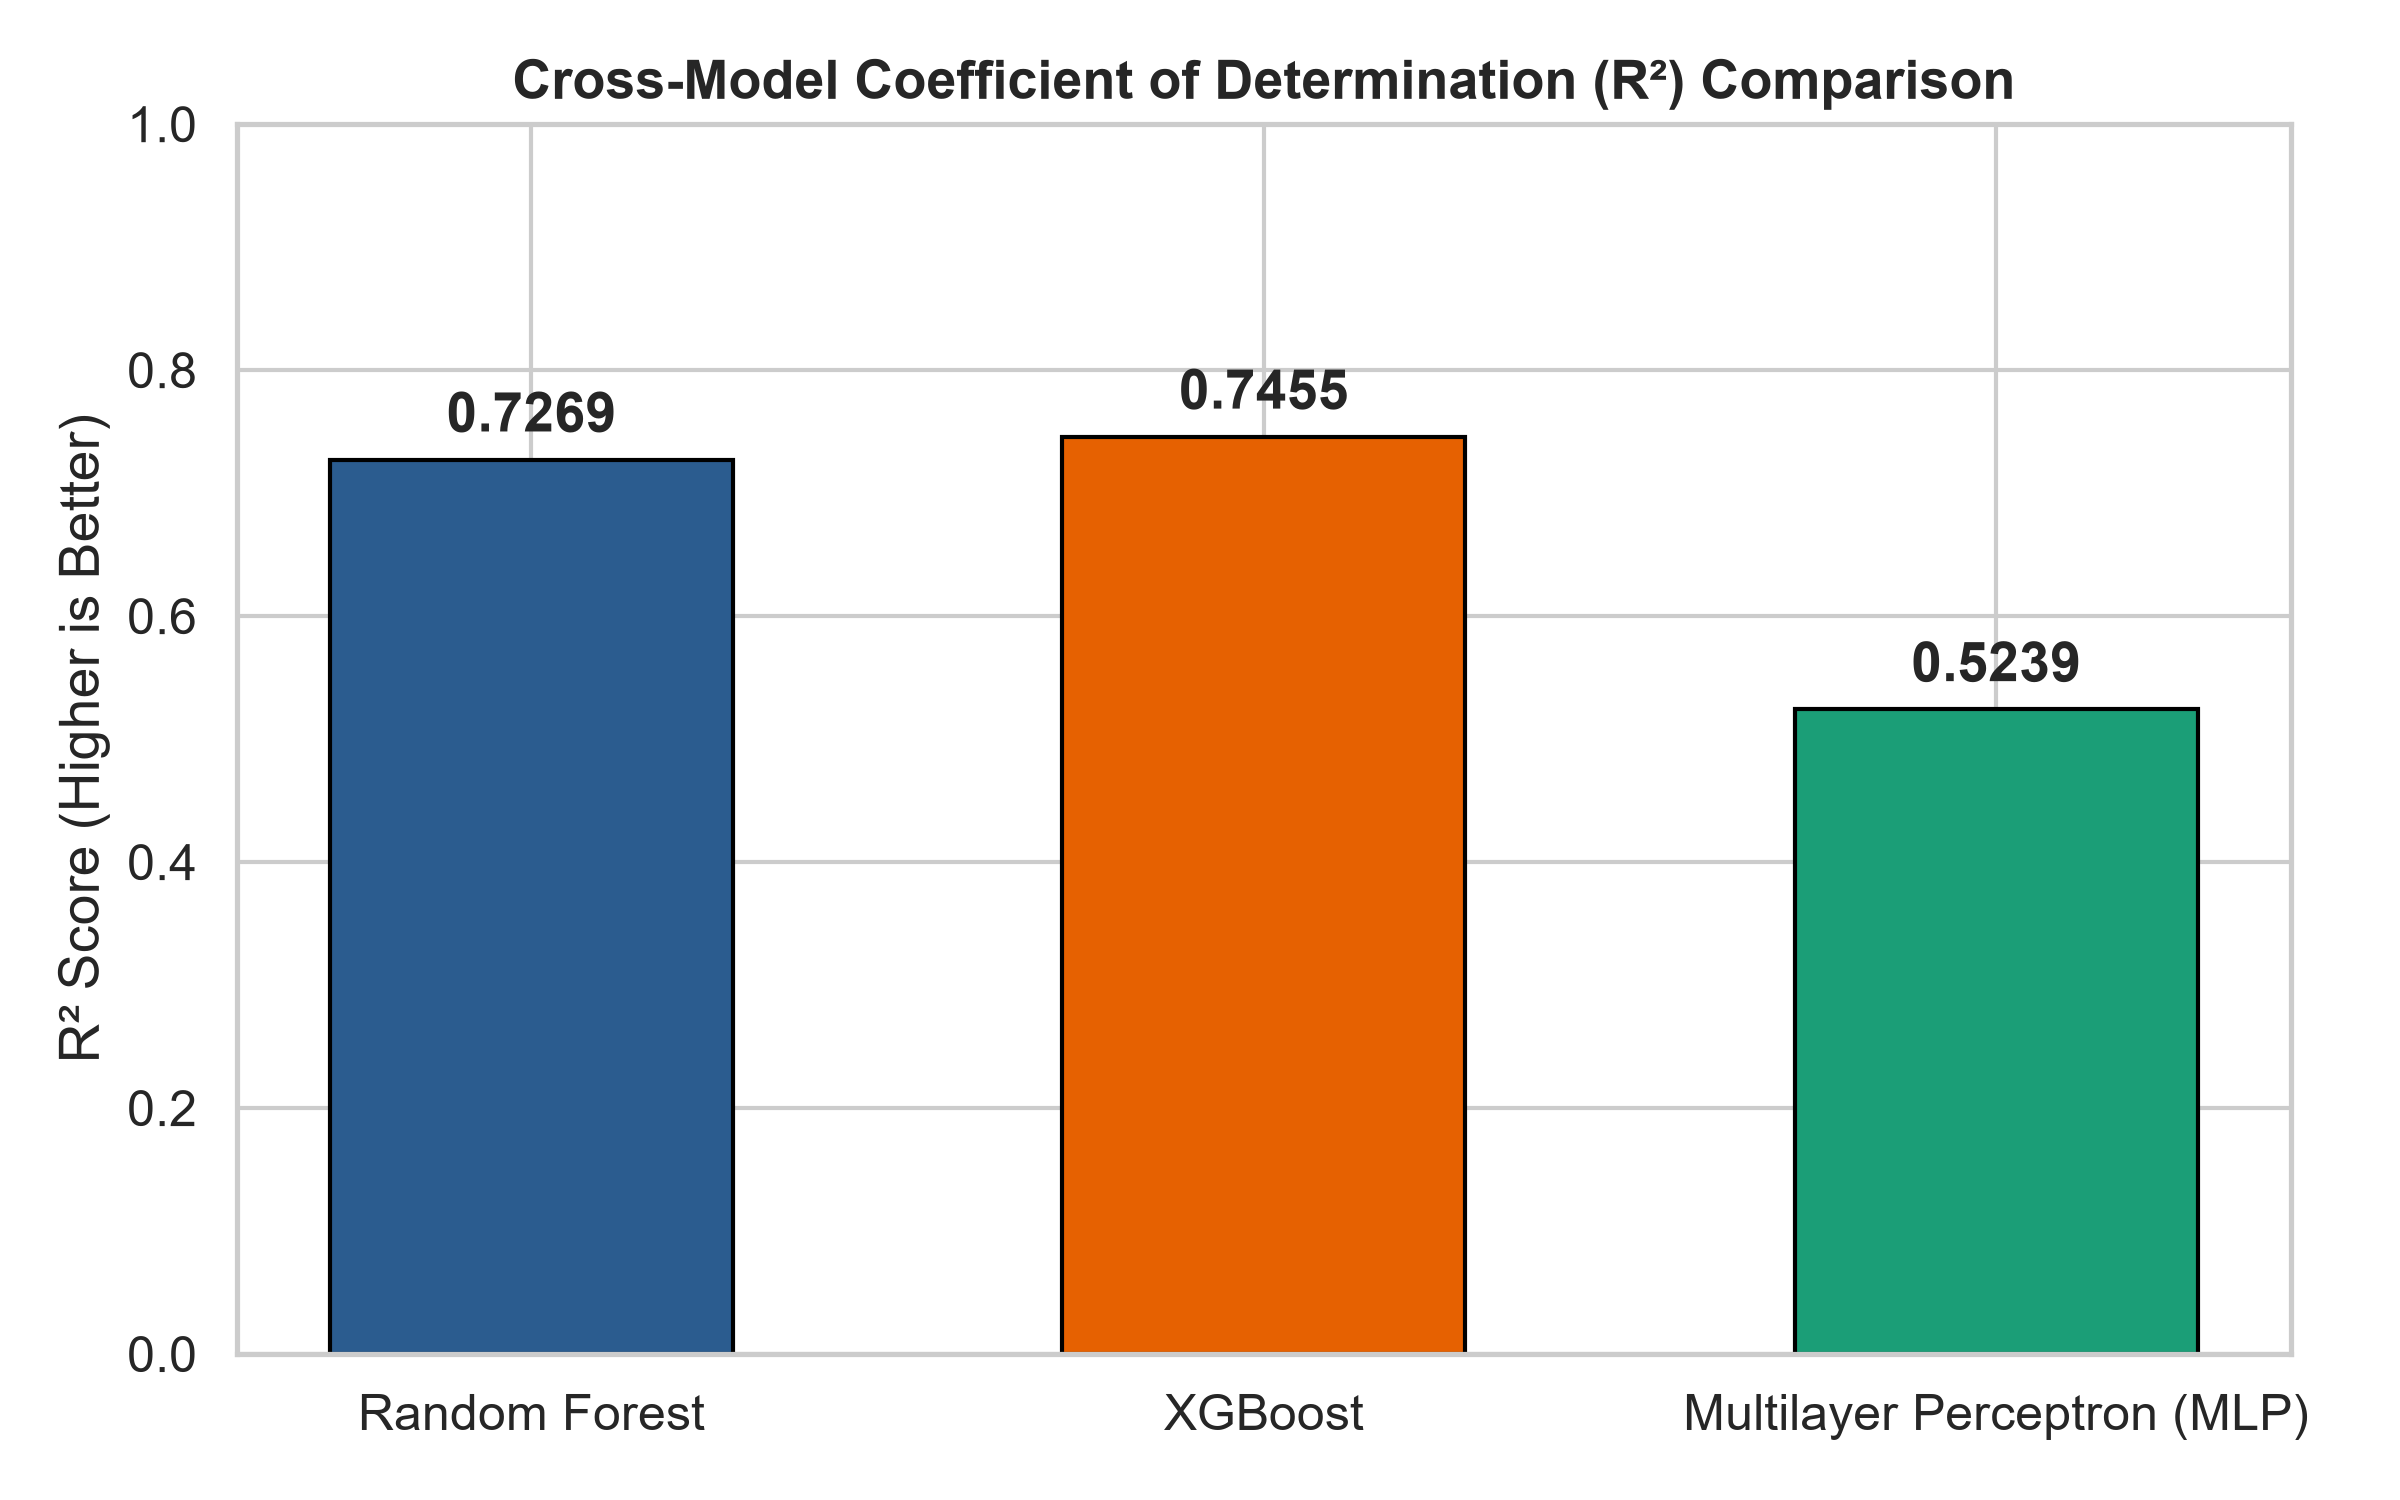 Cross-Model Coefficient of Determination (R²) Comparison
R² Score (Higher is Better)
1.0
0.8
0.6
0.4
0.2
0.0
0.7269
0.7455
0.5239
Random Forest
XGBoost
Multilayer Perceptron (MLP)